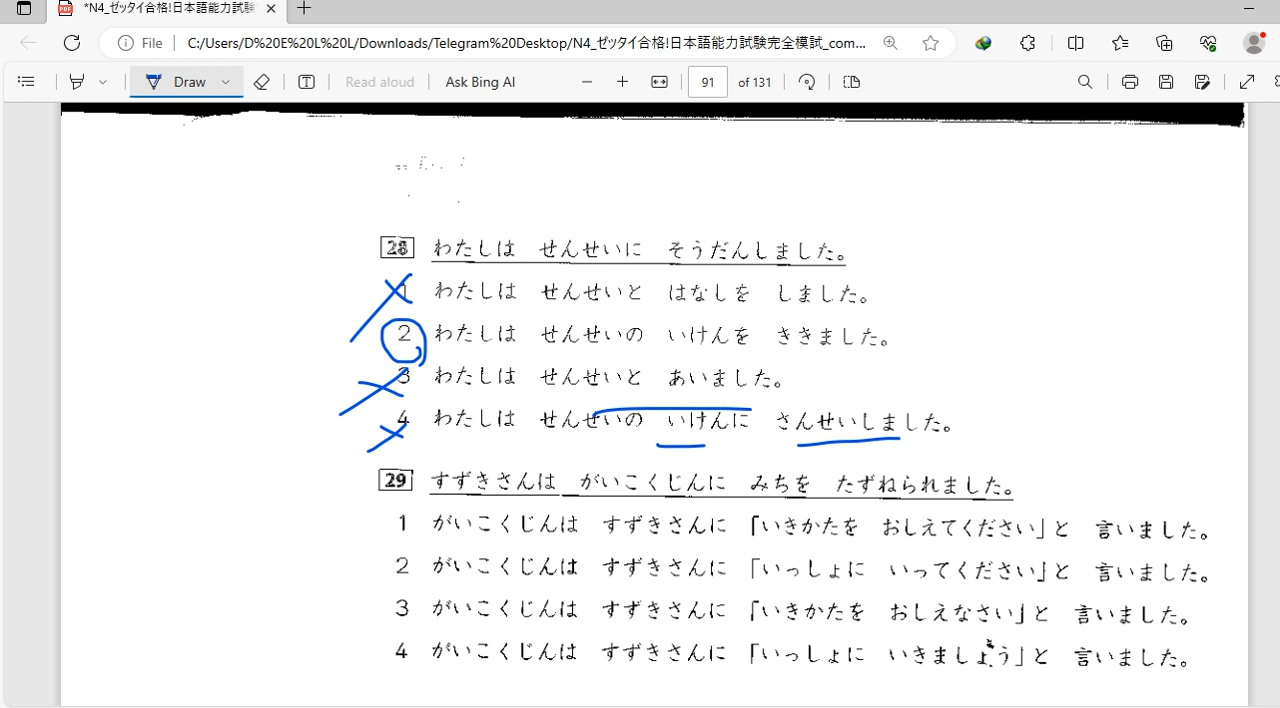 *N4_ゼッタイ合格!日本語能力試験
File C:/Users/D%20E%20L%20L/Downloads/Telegram%20Desktop/N4_ゼッタイ合格!日本語能力試験完全模試_com...
Draw Read aloud Ask Bing AI 91 of 131
28 わたしは せんせいに そうだんしました。
1 わたしは せんせいと はなしを しました。
2 わたしは せんせいの いけんを ききました。
3 わたしは せんせいと あいました。
4 わたしは せんせいの いけんに さんせいしました。
29 すずきさんは がいこくじんに みちを たずねられました。
1 がいこくじんは すずきさんに 「いきかたを おしえてください」と 言いました。
2 がいこくじんは すずきさんに 「いっしょに いってください」と 言いました。
3 がいこくじんは すずきさんに 「いきかたを おしえなさい」と 言いました。
4 がいこくじんは すずきさんに 「いっしょに いきましょう」と 言いました。